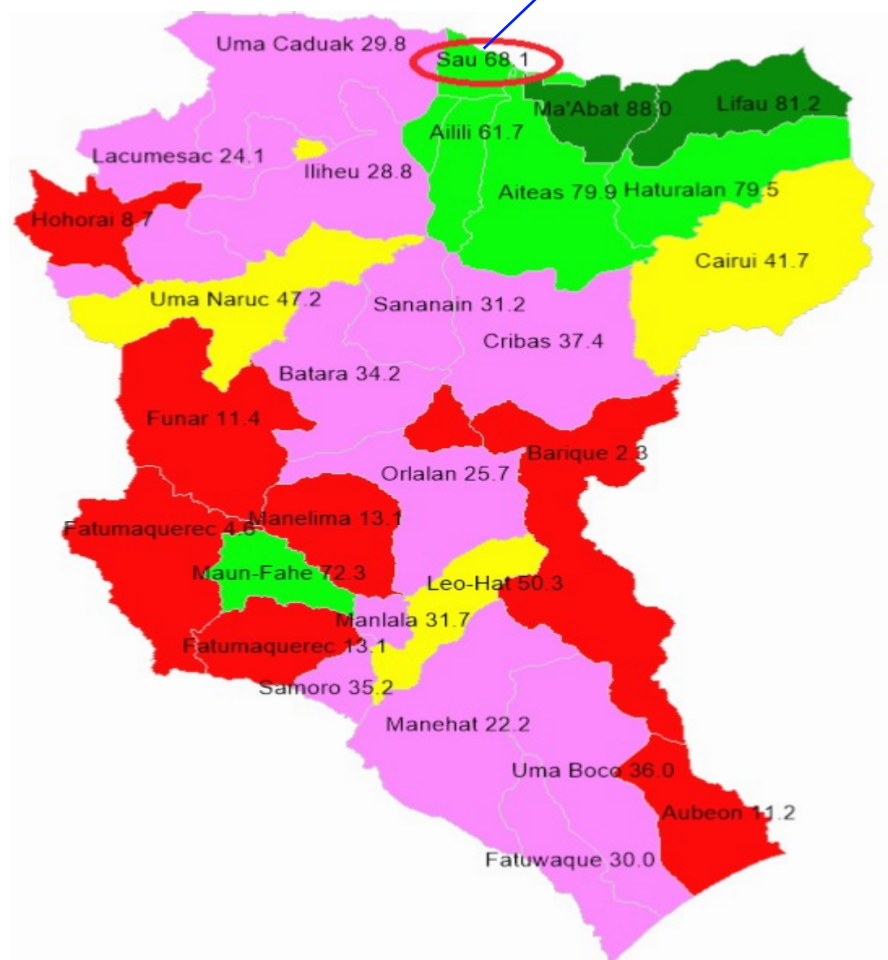 Uma Caduak 29.8
Sau 68.1
Ma'Abat 88.0
Lifau 81.2
Ailili 61.7
Lacumesac 24.1
Iliheu 28.8
Aiteas 79.9
Haturalan 79.5
Hohorai 8.7
Cairui 41.7
Uma Naruc 47.2
Sananain 31.2
Cribas 37.4
Batara 34.2
Funar 11.4
Barique 2.3
Orlalan 25.7
Manelima 13.1
Fatumaquerec 4.6
Maun-Fahe 72.3
Leo-Hat 50.3
Manlala 31.7
Fatumaquerec 13.1
Samoro 35.2
Manehat 22.2
Uma Boco 36.0
Aubeon 11.2
Fatuwaque 30.0